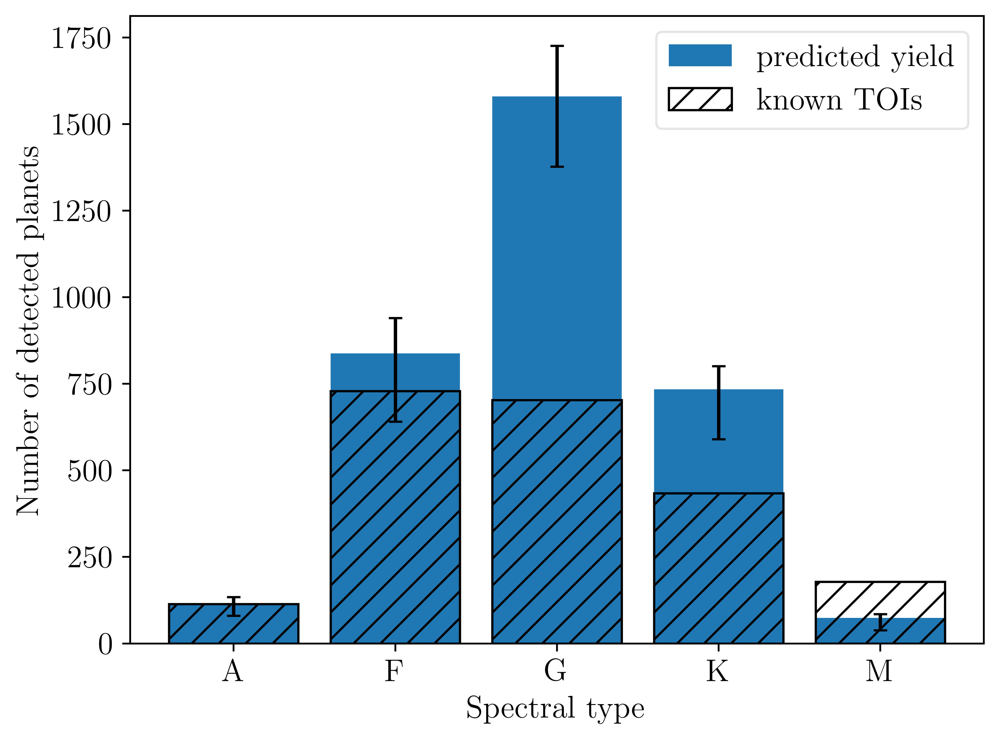 1750
1500
1250
1000
750
500
250
0
Number of detected planets
predicted yield
known TOIs
A F G K M
Spectral type